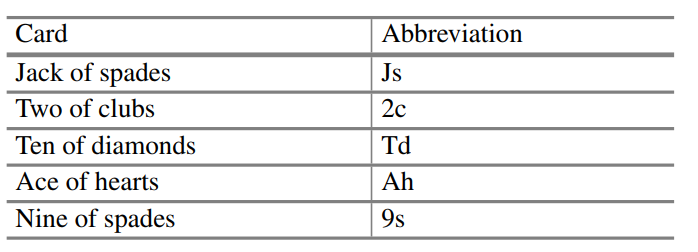 Card Abbreviation
Jack of spades Js
Two of clubs 2c
Ten of diamonds Td
Ace of hearts Ah
Nine of spades 9s